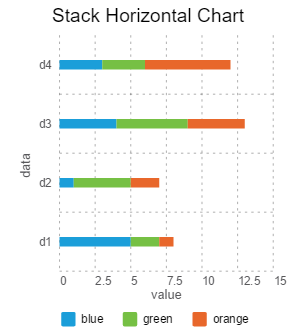 Stack Horizontal Chart
d4
d3
d2
d1
data
0 2.5 5 7.5 10 12.5 15
value
blue green orange